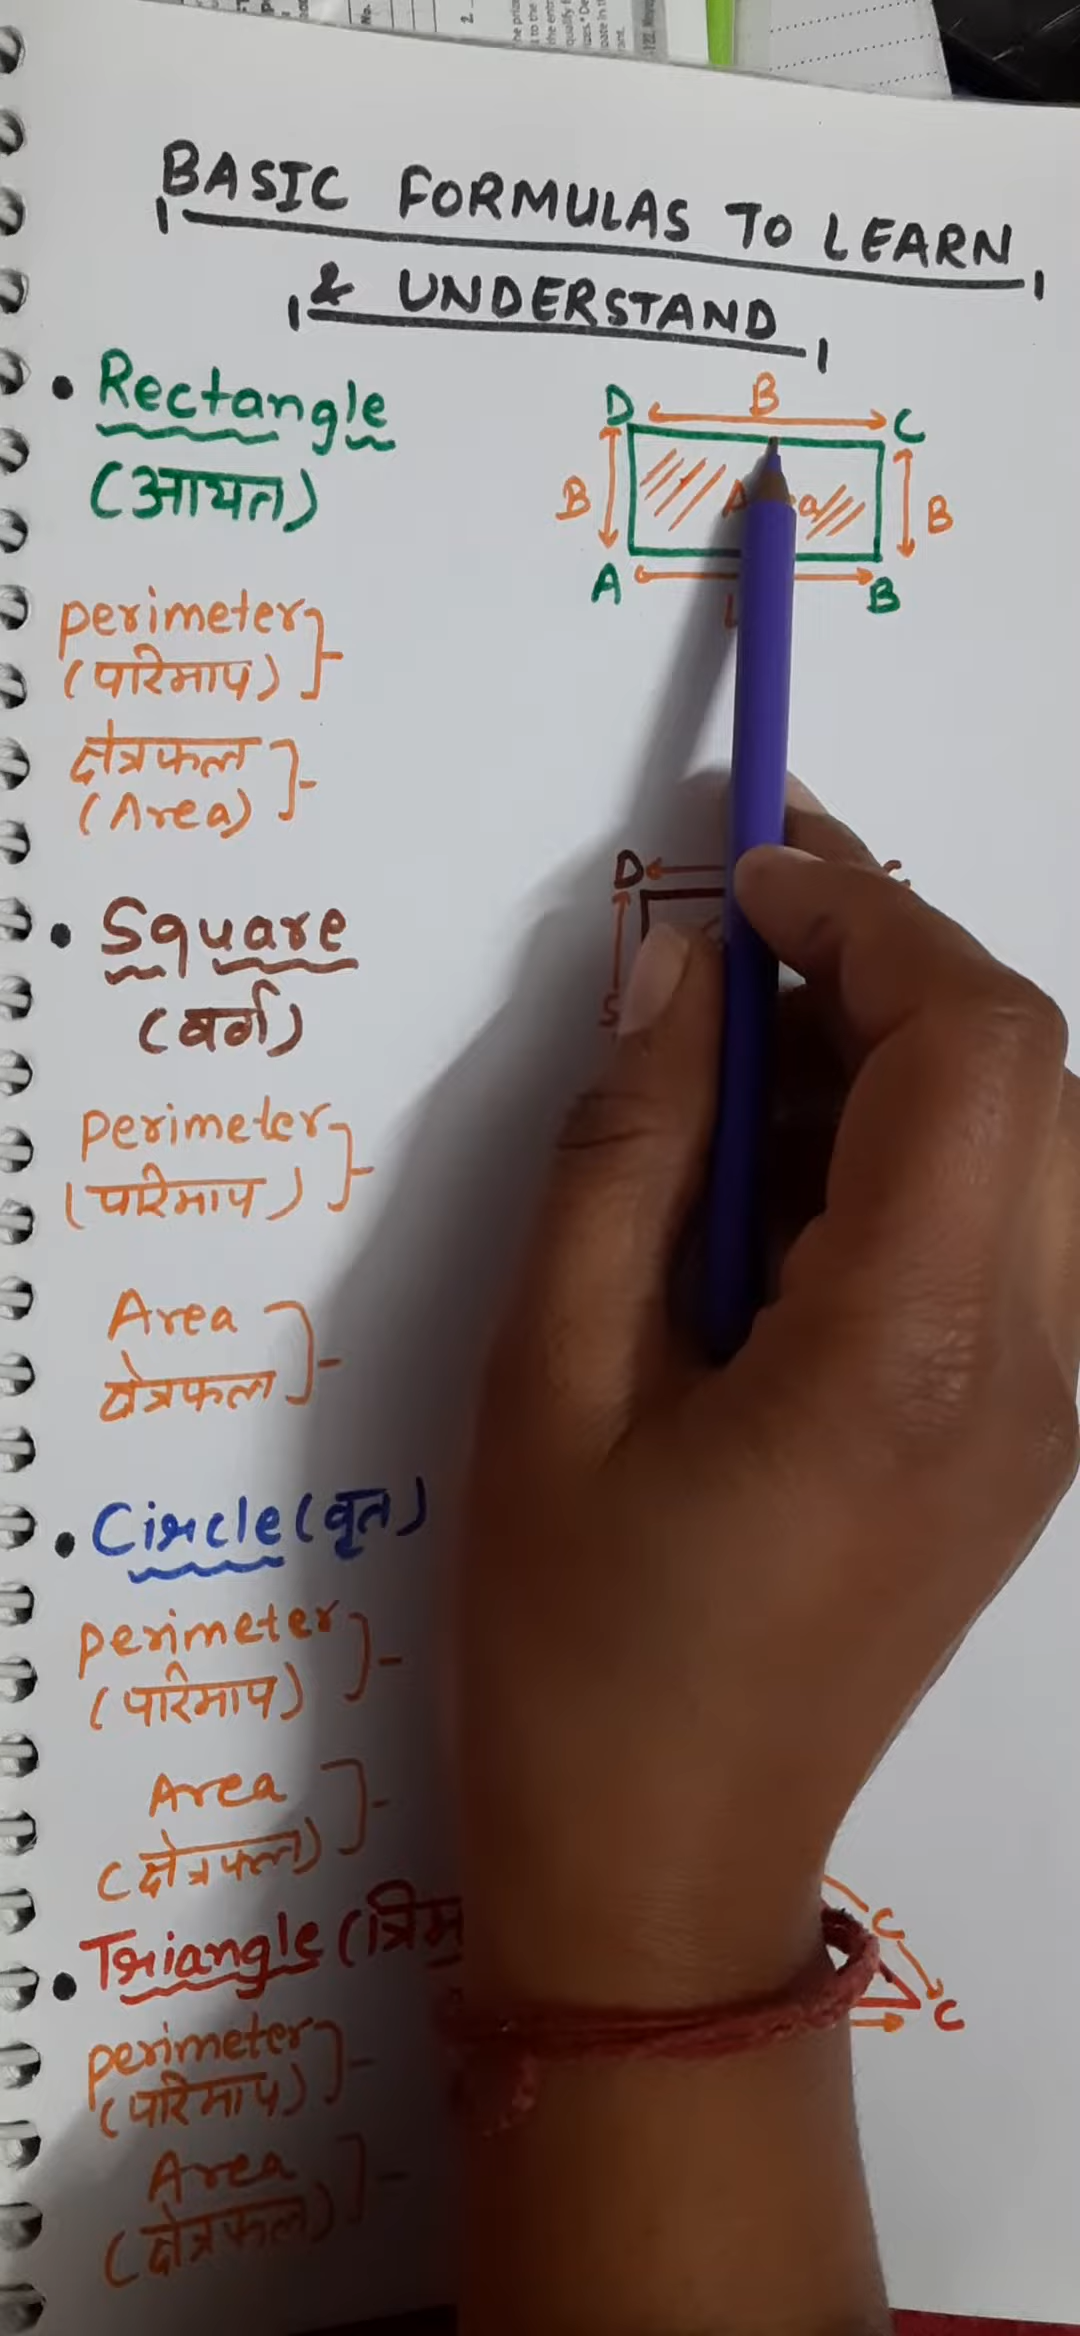 BASIC FORMULAS TO LEARN
& UNDERSTAND
• Rectangle
(आयत)
D B C
B B
A B
L
perimeter
(परिमाप)
क्षेत्रफल
(Area)
D
S
• Square
(वर्ग)
perimeter
(परिमाप)
Area
क्षेत्रफल
• Circle (वृत)
perimeter
(परिमाप)
Area
(क्षेत्रफल)
• Triangle
C
C
perimeter
(परिमाप)
Area
(क्षेत्रफल)